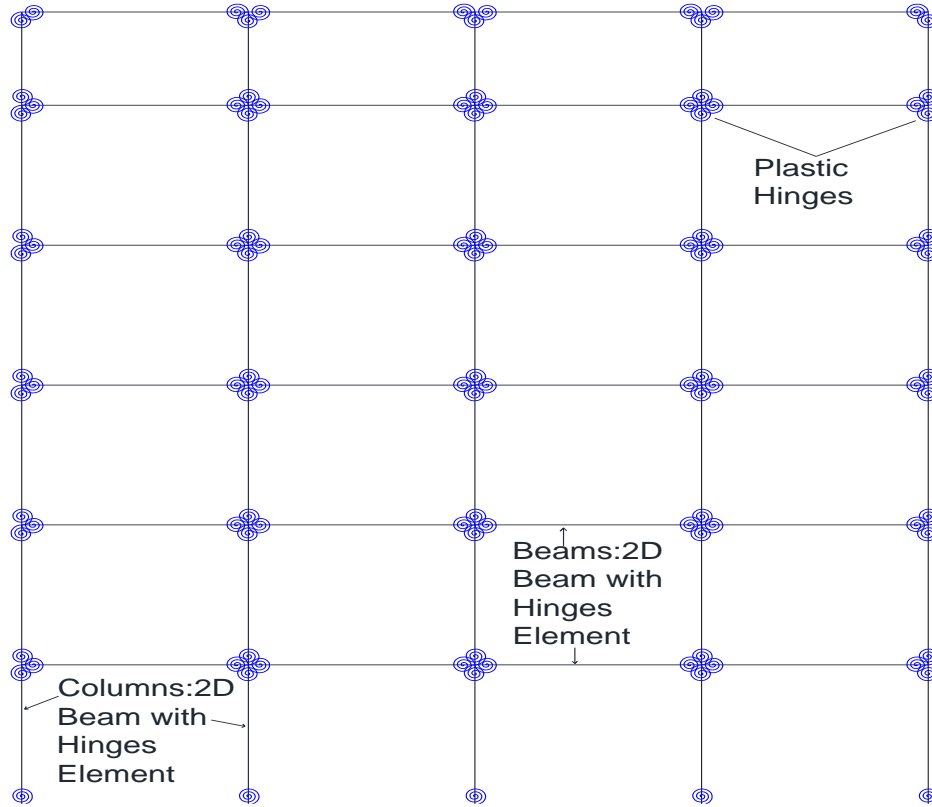 Plastic
Hinges
Beams:2D
Beam with
Hinges
Element
Columns:2D
Beam with
Hinges
Element